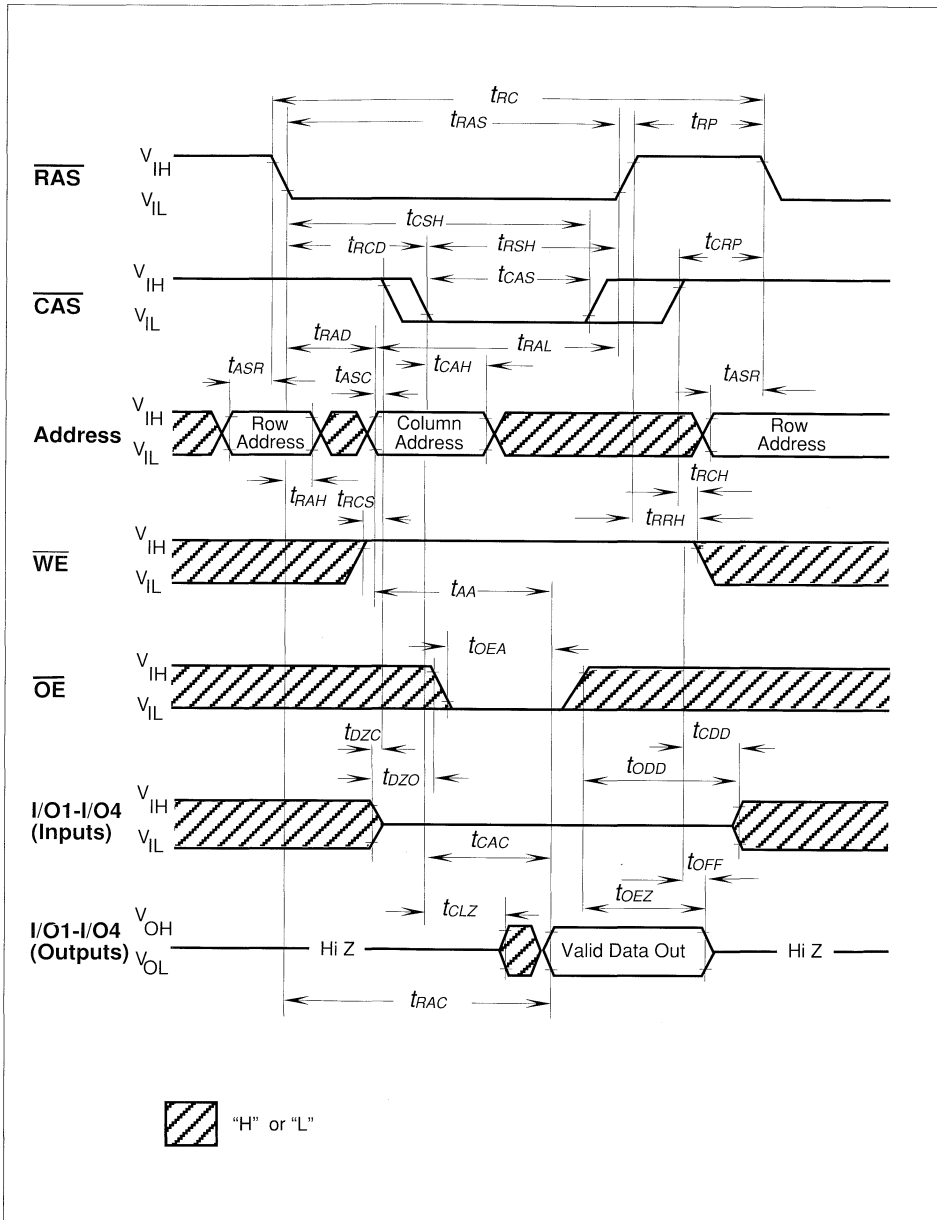 tRC
tRAS
tRP
RAS
VIH
VIL
tCSH
tRCD
tRSH
tCRP
tCAS
CAS
VIH
VIL
tRAD
tRAL
tASR
tASC
tCAH
tASR
Address
VIH
VIL
Row Address
Column Address
Row Address
tRAH
tRCS
tRCH
tRRH
WE
VIH
VIL
tAA
tOEA
OE
VIH
VIL
tDZC
tCDD
tDZO
tODD
I/O1-I/O4
(Inputs)
VIH
VIL
tCAC
tOFF
tOEZ
tCLZ
I/O1-I/O4
(Outputs)
VOH
VOL
Hi Z
Valid Data Out
Hi Z
tRAC
“H” or “L”